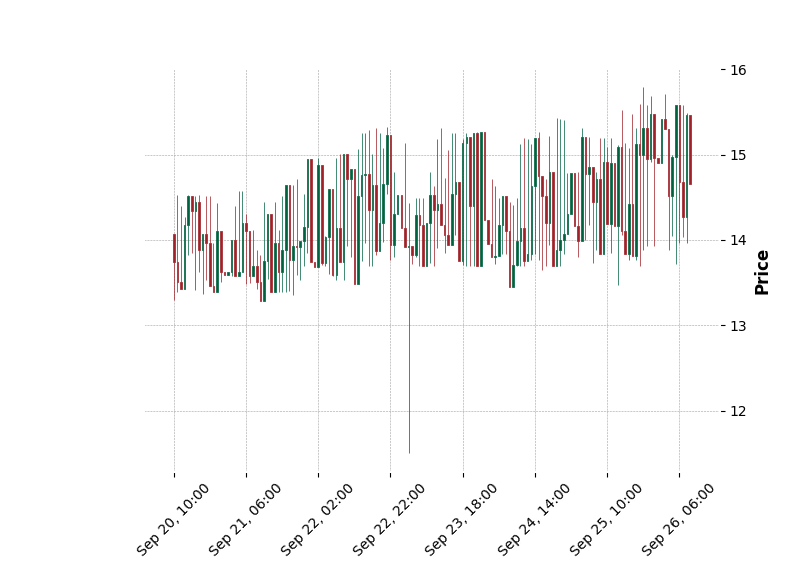 16
15
14
13
12
Price
Sep 20, 10:00
Sep 21, 06:00
Sep 22, 02:00
Sep 22, 22:00
Sep 23, 18:00
Sep 24, 14:00
Sep 25, 10:00
Sep 26, 06:00